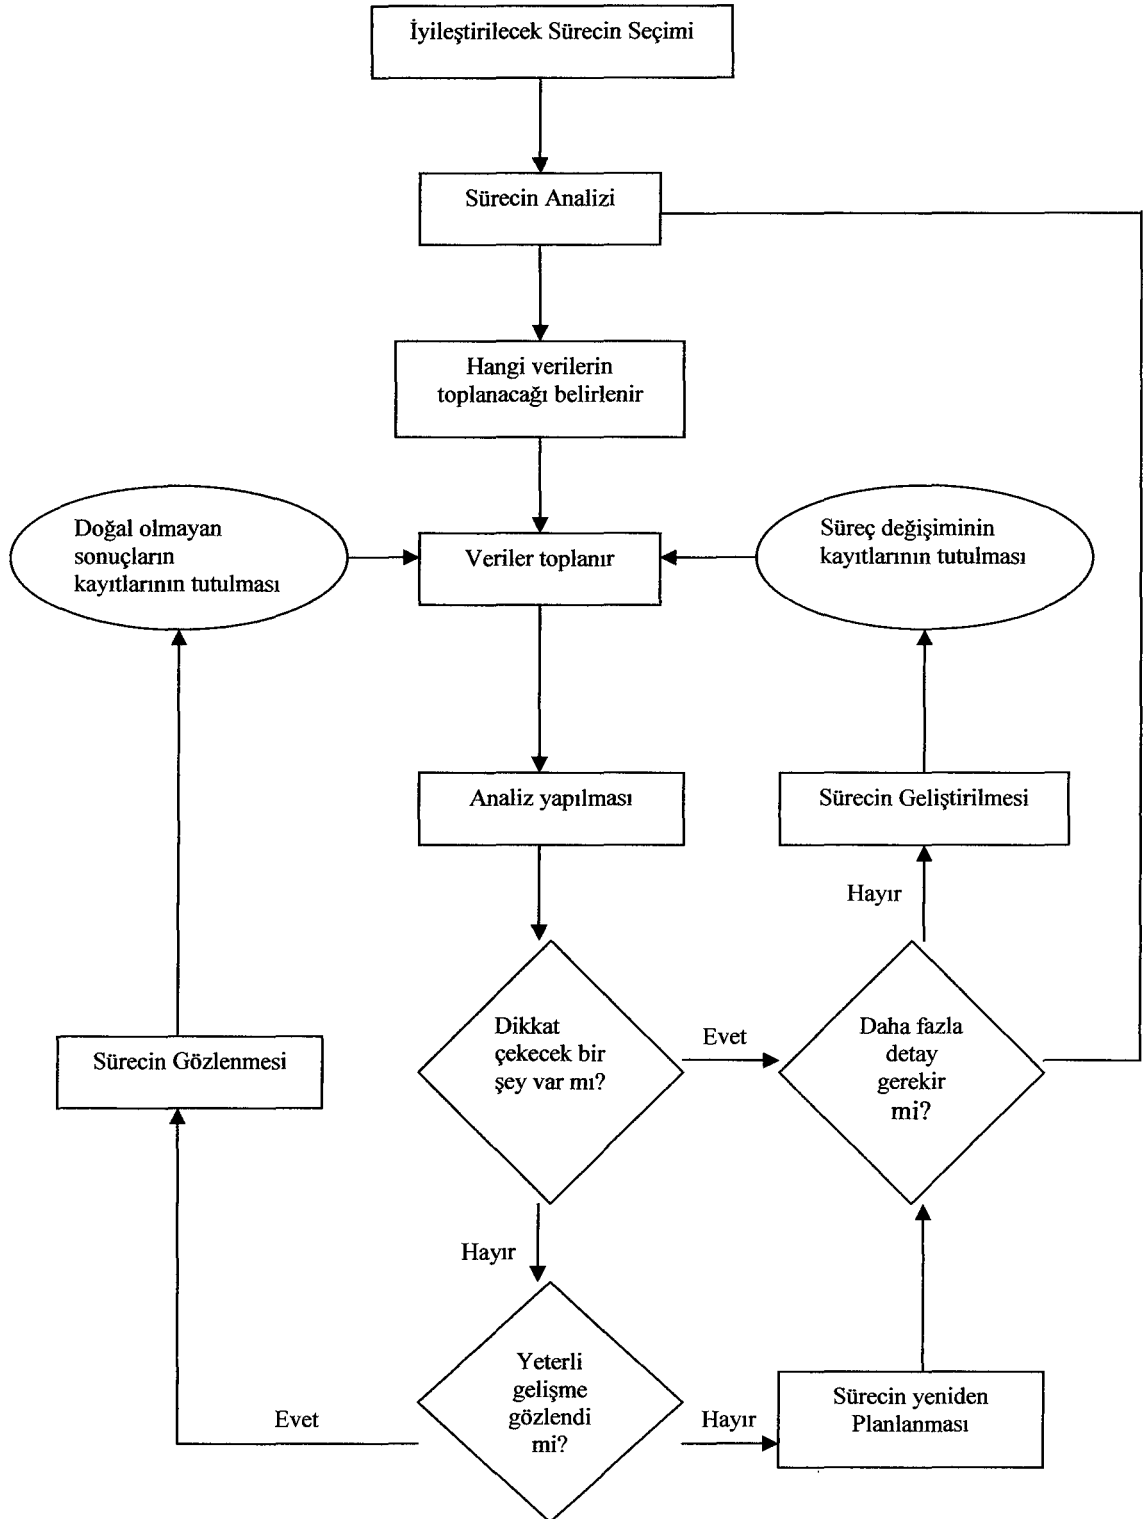 İyileştirilecek Sürecin Seçimi
Sürecin Analizi
Hangi verilerin
toplanacağı belirlenir
Doğal olmayan
sonuçların
kayıtlarının tutulması
Veriler toplanır
Süreç değişiminin
kayıtlarının tutulması
Analiz yapılması
Sürecin Geliştirilmesi
Hayır
Dikkat
çekecek bir
şey var mı?
Evet
Daha fazla
detay
gerekir
mi?
Sürecin Gözlenmesi
Hayır
Yeterli
gelişme
gözlendi
mi?
Evet
Hayır
Sürecin yeniden
Planlanması